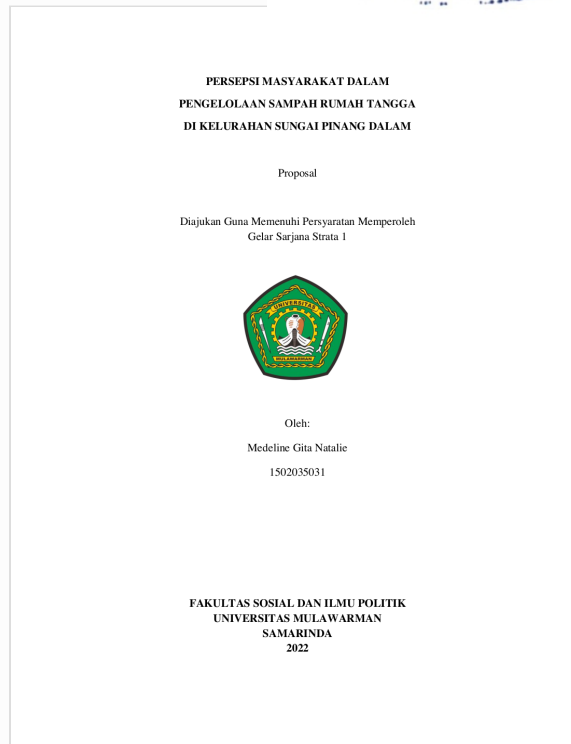 PERSEPSI MASYARAKAT DALAM
PENGELOLAAN SAMPAH RUMAH TANGGA
DI KELURAHAN SUNGAI PINANG DALAM
Proposal
Diajukan Guna Memenuhi Persyaratan Memperoleh
Gelar Sarjana Strata 1
UNIVERSITAS
MULAWARMAN
Oleh:
Medeline Gita Natalie
1502035031
FAKULTAS SOSIAL DAN ILMU POLITIK
UNIVERSITAS MULAWARMAN
SAMARINDA
2022